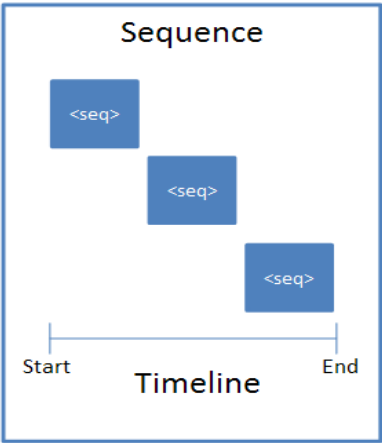 Sequence
<seq>
<seq>
<seq>
Start
End
Timeline